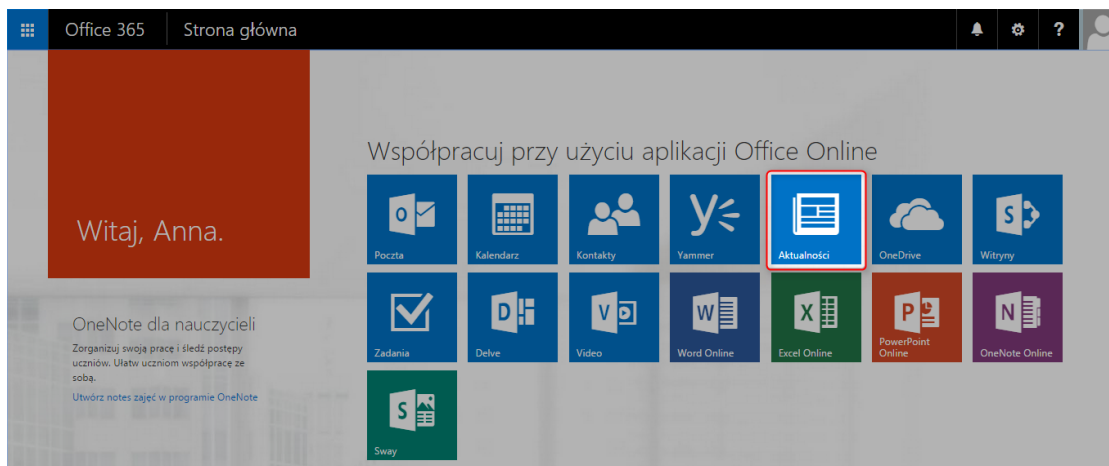 Office 365
Strona główna
?
Witaj, Anna.
OneNote dla nauczycieli
Zorganizuj swoją pracę i śledź postępy
uczniów. Ułatw uczniom współpracę ze
sobą.
Utwórz notes zajęć w programie OneNote
Współpracuj przy użyciu aplikacji Office Online
Poczta
Kalendarz
Kontakty
Yammer
Aktualności
OneDrive
Witryny
Zadania
Delve
Video
Word Online
Excel Online
PowerPoint
Online
OneNote Online
Sway